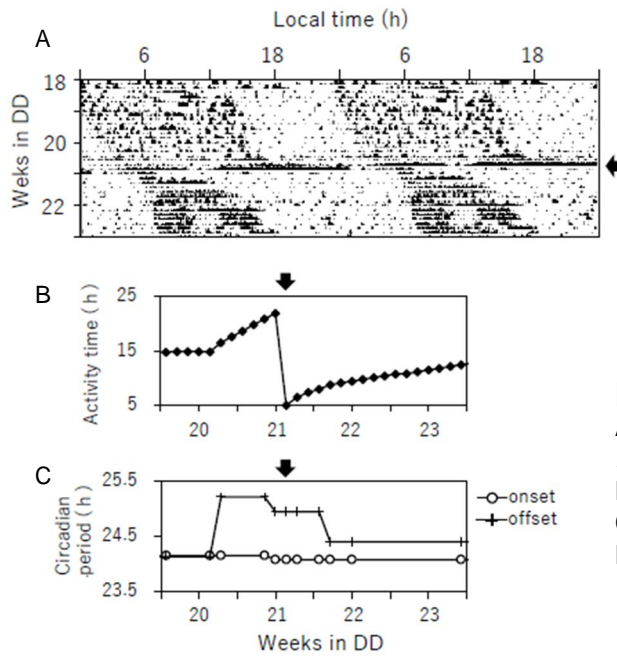 Local time (h)
A
6 18 6 18
18
20
22
Weks in DD
B
25
15
5
Activity time (h)
20 21 22 23
C
25.5
24.5
23.5
Circadian
period (h)
onset
offset
20 21 22 23
Weeks in DD